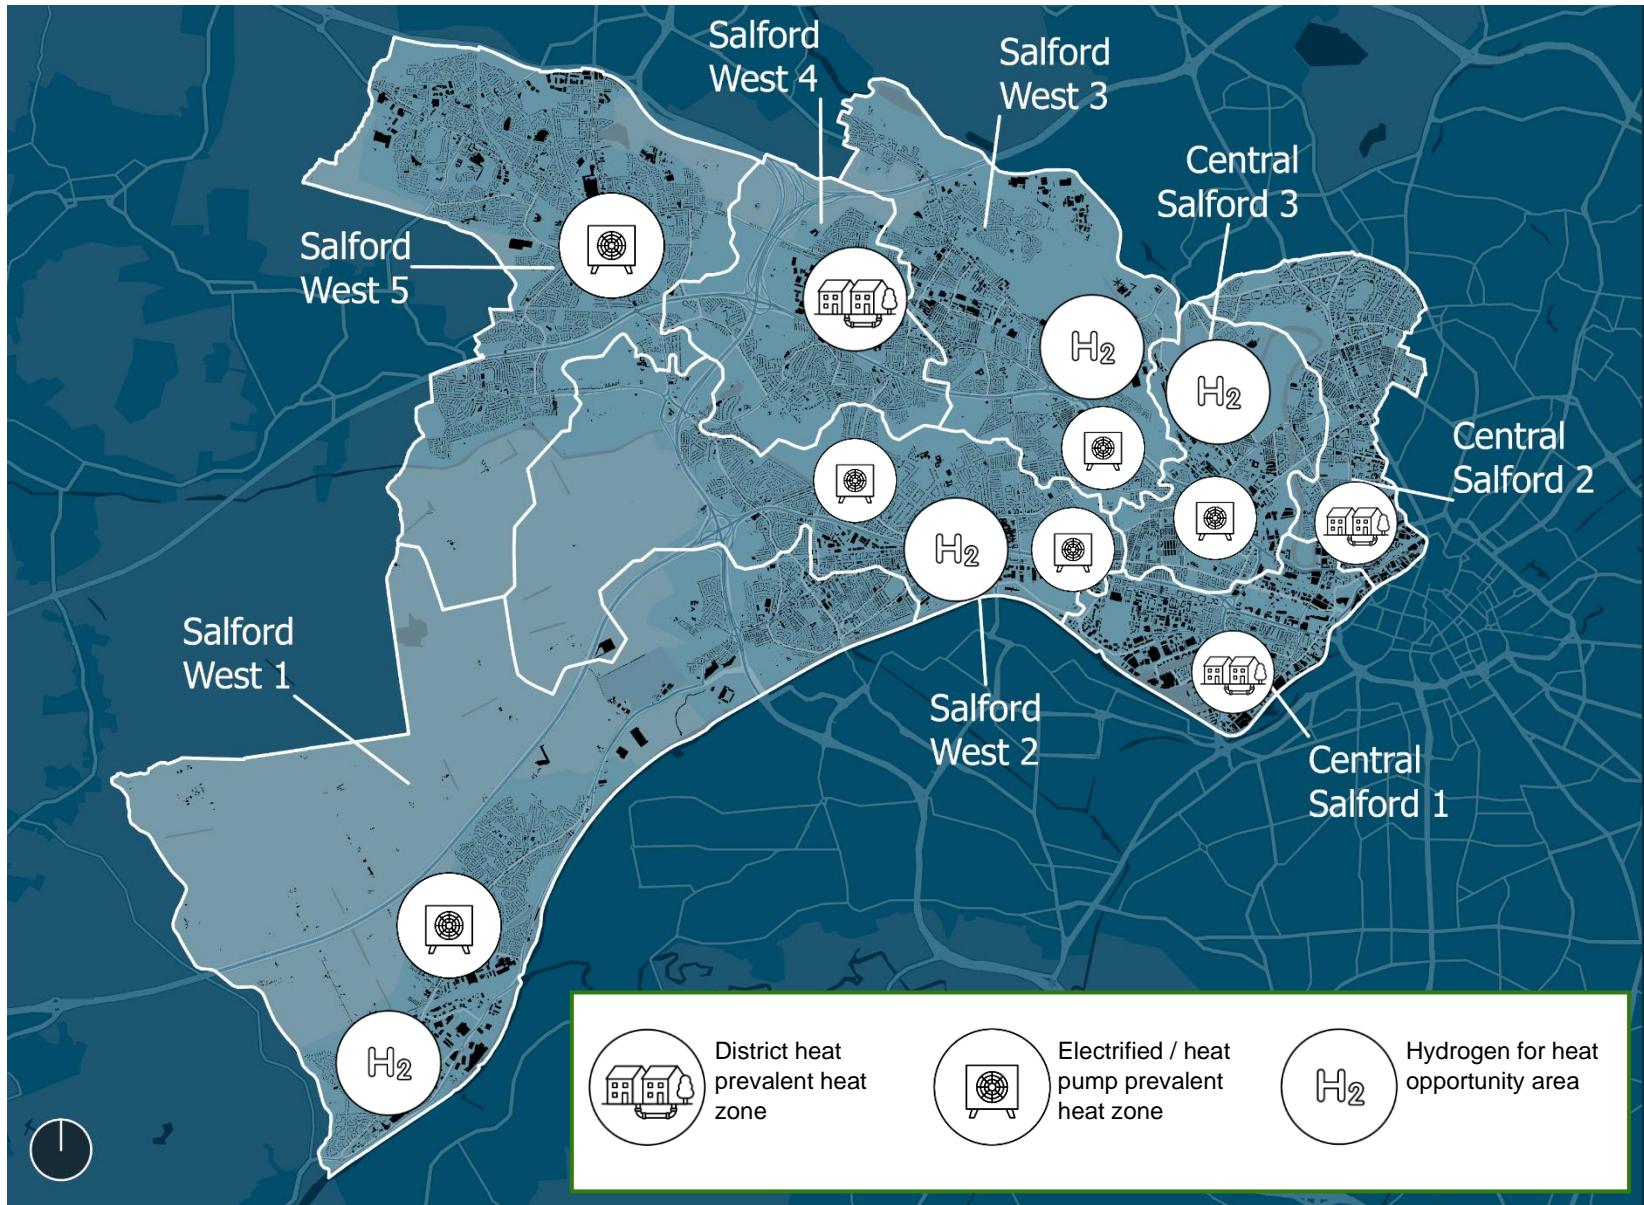 Salford
West 4
Salford
West 3
Central
Salford 3
Salford
West 5
H2
H2
Central
Salford 2
H2
Salford
West 1
Salford
West 2
Central
Salford 1
H2
District heat
prevalent heat
zone
Electrified / heat
pump prevalent
heat zone
H2
Hydrogen for heat
opportunity area